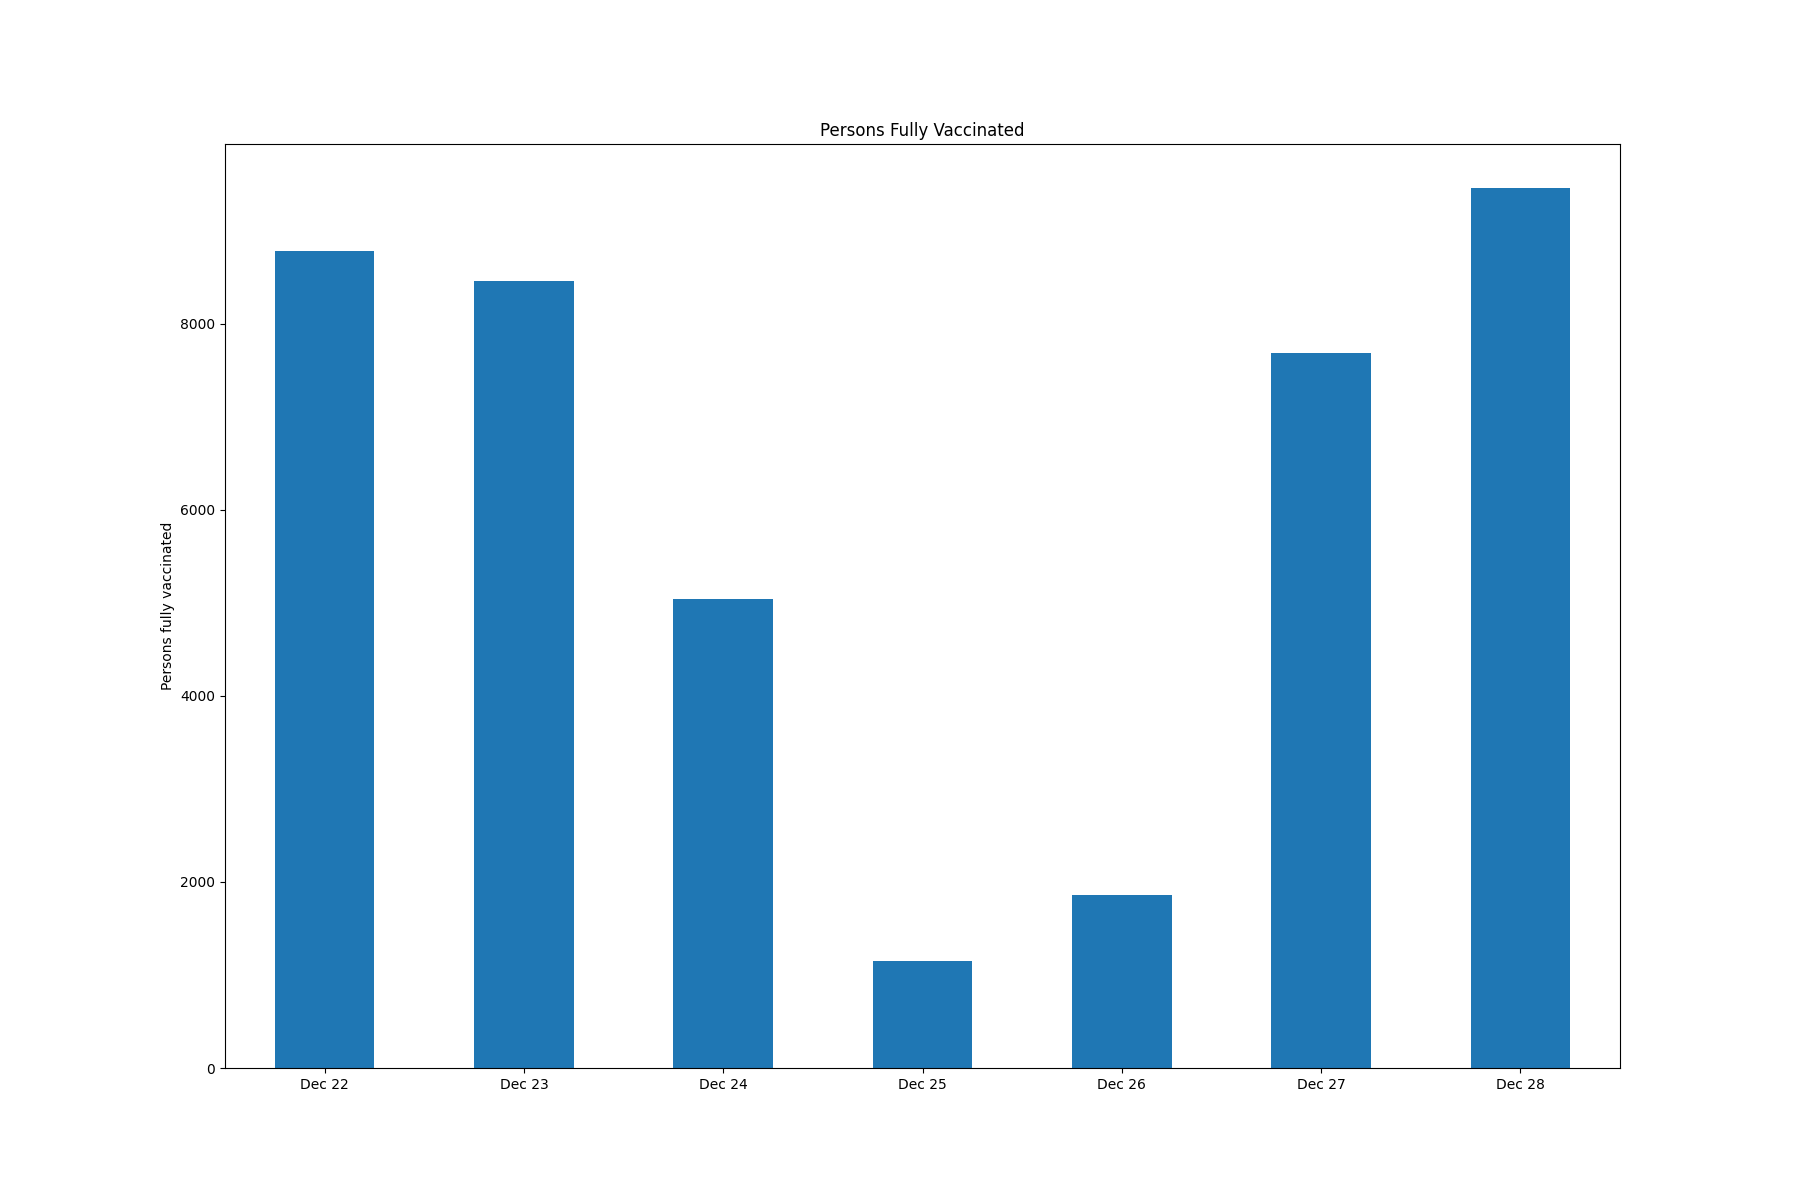 Persons Fully Vaccinated
Persons fully vaccinated
8000
6000
4000
2000
0
Dec 22 Dec 23 Dec 24 Dec 25 Dec 26 Dec 27 Dec 28